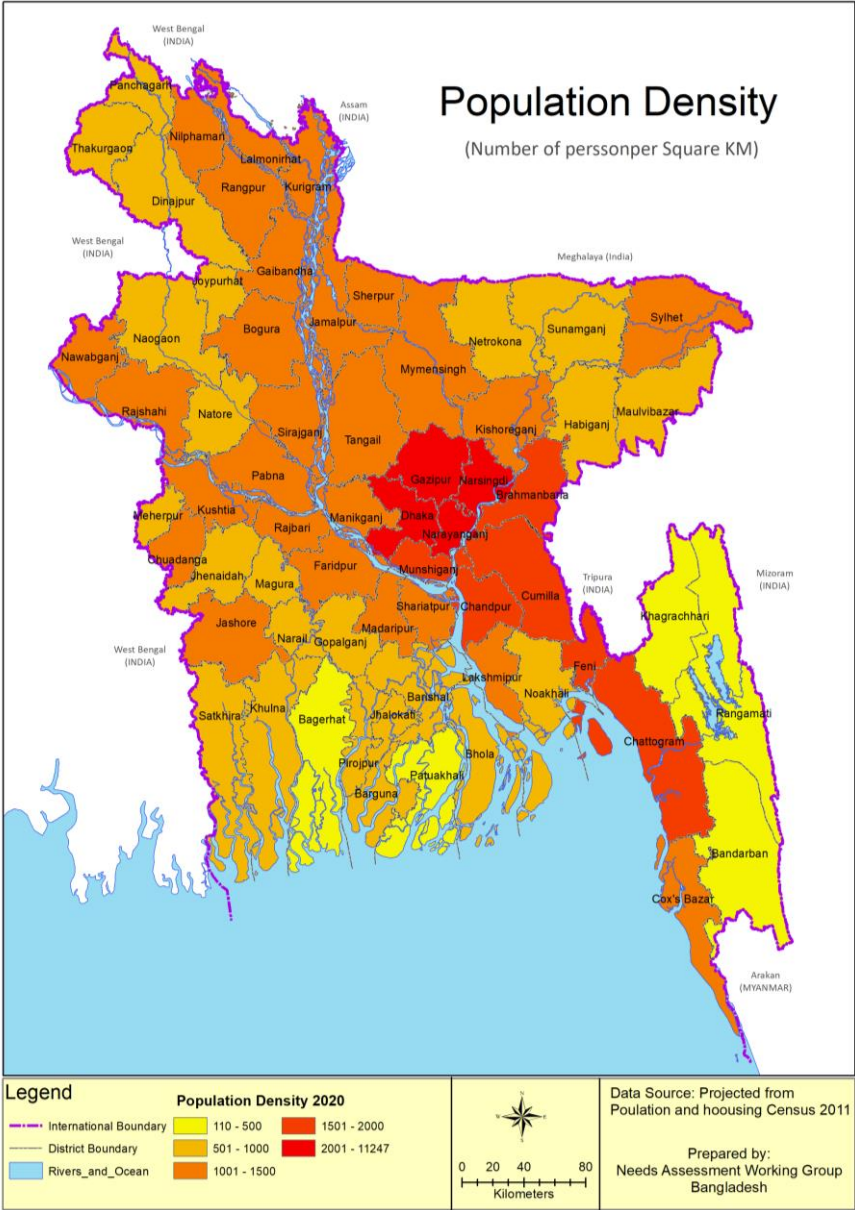 West Bengal
(INDIA)
Population Density
(Number of perssonper Square KM)
Assam
(INDIA)
Panchagarh
Thakurgaon
Nilphamari
Lalmonirhat
Rangpur
Kurigram
Dinajpur
West Bengal
(INDIA)
Meghalaya (India)
Gaibandha
Joypurhat
Sherpur
Jamalpur
Bogura
Naogaon
Nawabganj
Netrokona
Sunamganj
Sylhet
Mymensingh
Rajshahi
Natore
Sirajganj
Tangail
Kishoreganj
Habiganj
Maulvibazar
Pabna
Gazipur
Narsingdi
Brahmanbaria
Meherpur
Kushtia
Manikganj
Dhaka
Rajbari
Narayanganj
Chuadanga
Jhenaidah
Magura
Faridpur
Munshiganj
Tripura
(INDIA)
Mizoram
(INDIA)
Cumilla
Shariatpur
Chandpur
Khagrachhari
Jashore
Narail
Gopalganj
Madaripur
West Bengal
(INDIA)
Feni
Lakshmipur
Noakhali
Satkhira
Khulna
Bagerhat
Barishal
Jhalokati
Rangamati
Chattogram
Pirojpur
Patuakhali
Bhola
Barguna
Bandarban
Cox's Bazar
Arakan
(MYANMAR)
Legend
International Boundary
District Boundary
Rivers_and_Ocean
Population Density 2020
110 - 500
501 - 1000
1001 - 1500
1501 - 2000
2001 - 11247
N
W E
S
0 20 40 80
Kilometers
Data Source: Projected from
Poulation and hoousing Census 2011
Prepared by:
Needs Assessment Working Group
Bangladesh